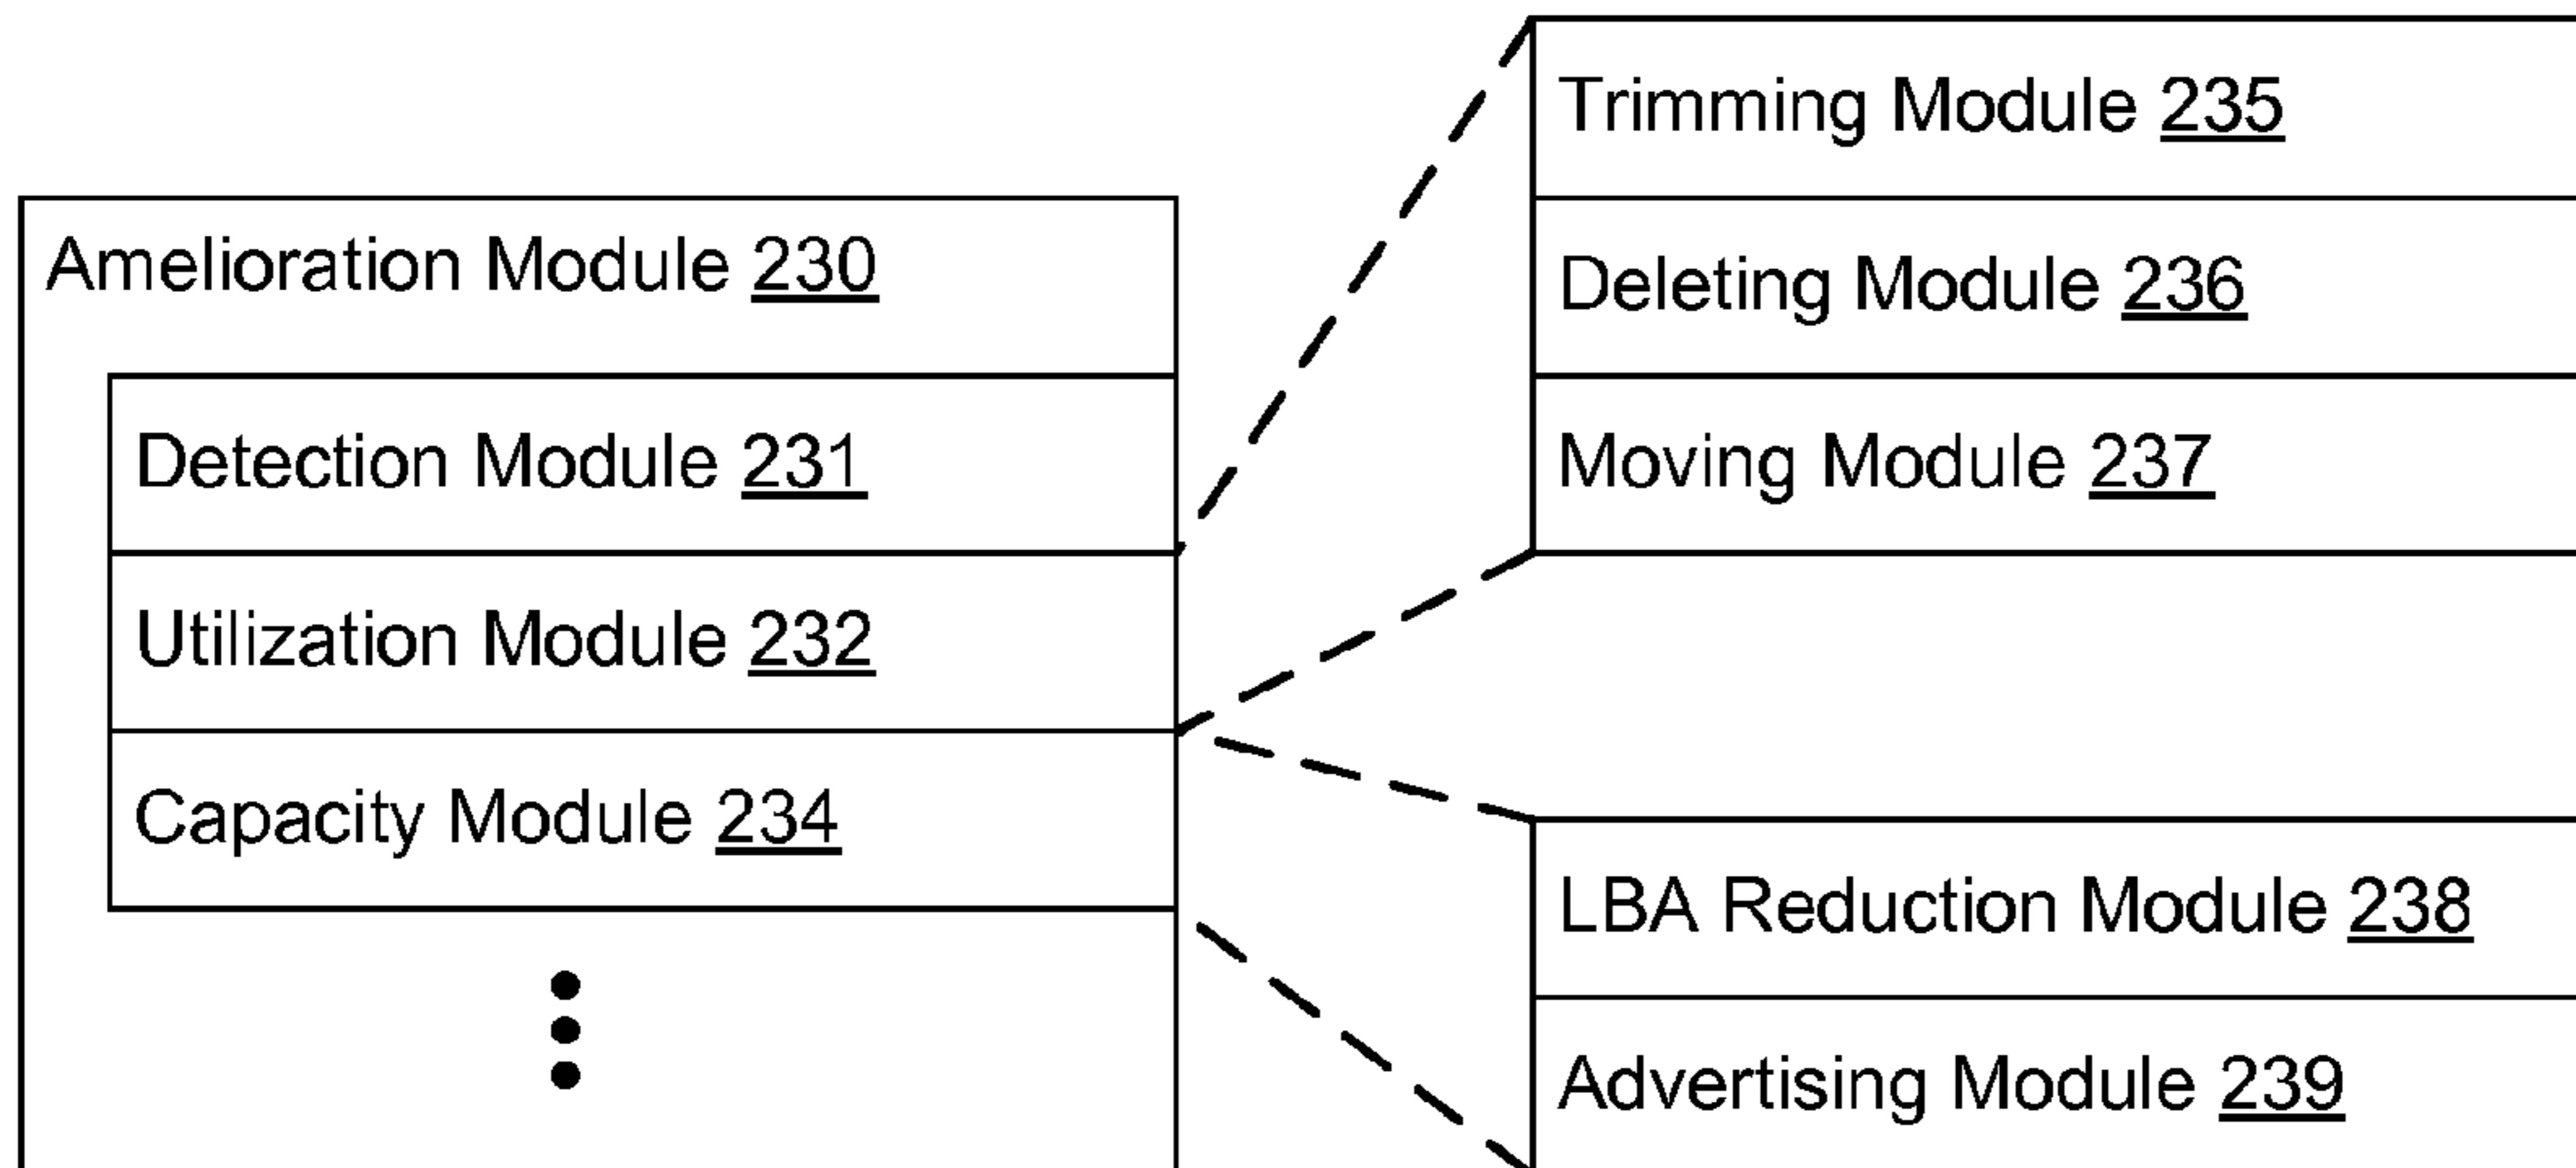 Amelioration Module 230
Detection Module 231
Utilization Module 232
Capacity Module 234
Trimming Module 235
Deleting Module 236
Moving Module 237
LBA Reduction Module 238
Advertising Module 239